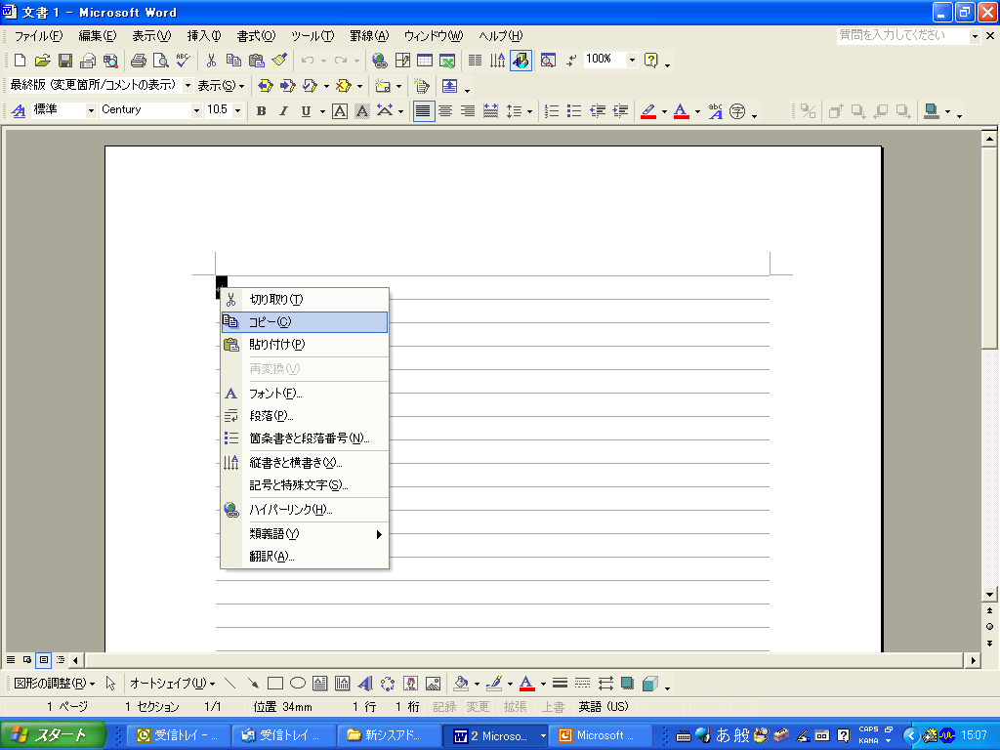 文書 1 - Microsoft Word
ファイル(F) 編集(E) 表示(V) 挿入(I) 書式(O) ツール(T) 罫線(A) ウィンドウ(W) ヘルプ(H) 質問を入力してください
100%
最終版 (変更箇所/コメントの表示) 表示(S)
標準 Century 10.5 B I U A A A abc 字
切り取り(T)
コピー(C)
貼り付け(P)
再変換(V)
フォント(F)...
段落(P)...
箇条書きと段落番号(N)...
縦書きと横書き(X)...
記号と特殊文字(S)...
ハイパーリンク(H)...
類義語(Y)
翻訳(A)...
図形の調整(R) オートシェイプ(U)
1 ページ 1 セクション 1/1 位置 34mm 1 行 1 桁 記録 変更 拡張 上書 英語 (US)
スタート 受信トレイ - ... 受信トレイ ... 新シスアド... 2 Microso... Microsoft ... あ 般 CAPS KANA 15:07